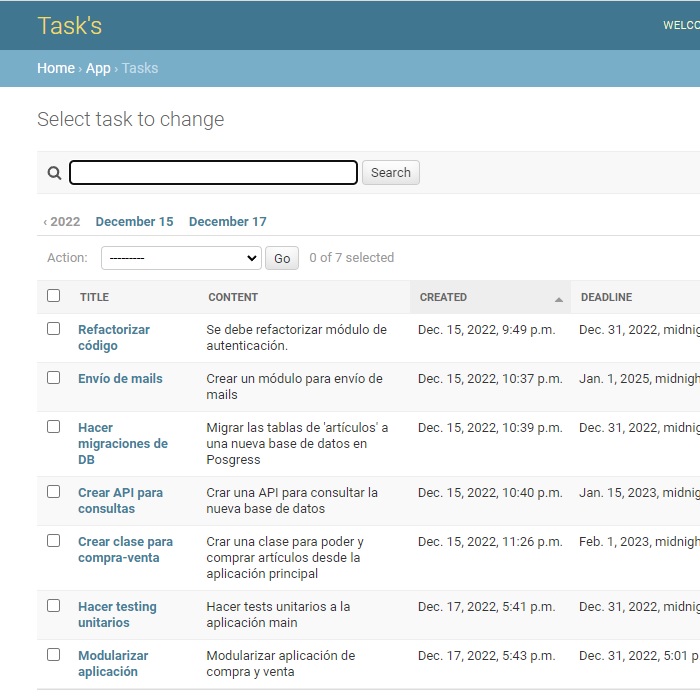 Task's
WELCO
Home › App › Tasks
Select task to change
Search
‹ 2022 December 15 December 17
Action: --------- Go 0 of 7 selected
TITLE CONTENT CREATED DEADLINE
Refactorizar
código
Se debe refactorizar módulo de
autenticación.
Dec. 15, 2022, 9:49 p.m.
Dec. 31, 2022, midnig
Envío de mails
Crear un módulo para envío de
mails
Dec. 15, 2022, 10:37 p.m.
Jan. 1, 2025, midnigh
Hacer
migraciones de
DB
Migrar las tablas de 'artículos' a
una nueva base de datos en
Posgress
Dec. 15, 2022, 10:39 p.m.
Dec. 31, 2022, midnig
Crear API para
consultas
Crar una API para consultar la
nueva base de datos
Dec. 15, 2022, 10:40 p.m.
Jan. 15, 2023, midnig
Crear clase para
compra-venta
Crar una clase para poder y
comprar artículos desde la
aplicación principal
Dec. 15, 2022, 11:26 p.m.
Feb. 1, 2023, midnigh
Hacer testing
unitarios
Hacer tests unitarios a la
aplicación main
Dec. 17, 2022, 5:41 p.m.
Dec. 31, 2022, midnig
Modularizar
aplicación
Modularizar aplicación de
compra y venta
Dec. 17, 2022, 5:43 p.m.
Dec. 31, 2022, 5:01 p